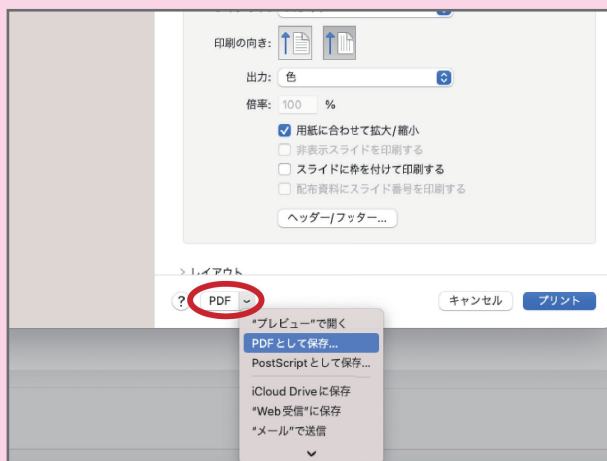 印刷の向き:
出力: 色
倍率: 100 %
用紙に合わせて拡大/縮小
非表示スライドを印刷する
スライドに枠を付けて印刷する
配布資料にスライド番号を印刷する
ヘッダー/フッター...
> レイアウト
? PDF キャンセル プリント
"プレビュー"で開く
PDFとして保存...
PostScriptとして保存...
iCloud Driveに保存
"Web受信"に保存
"メール"で送信